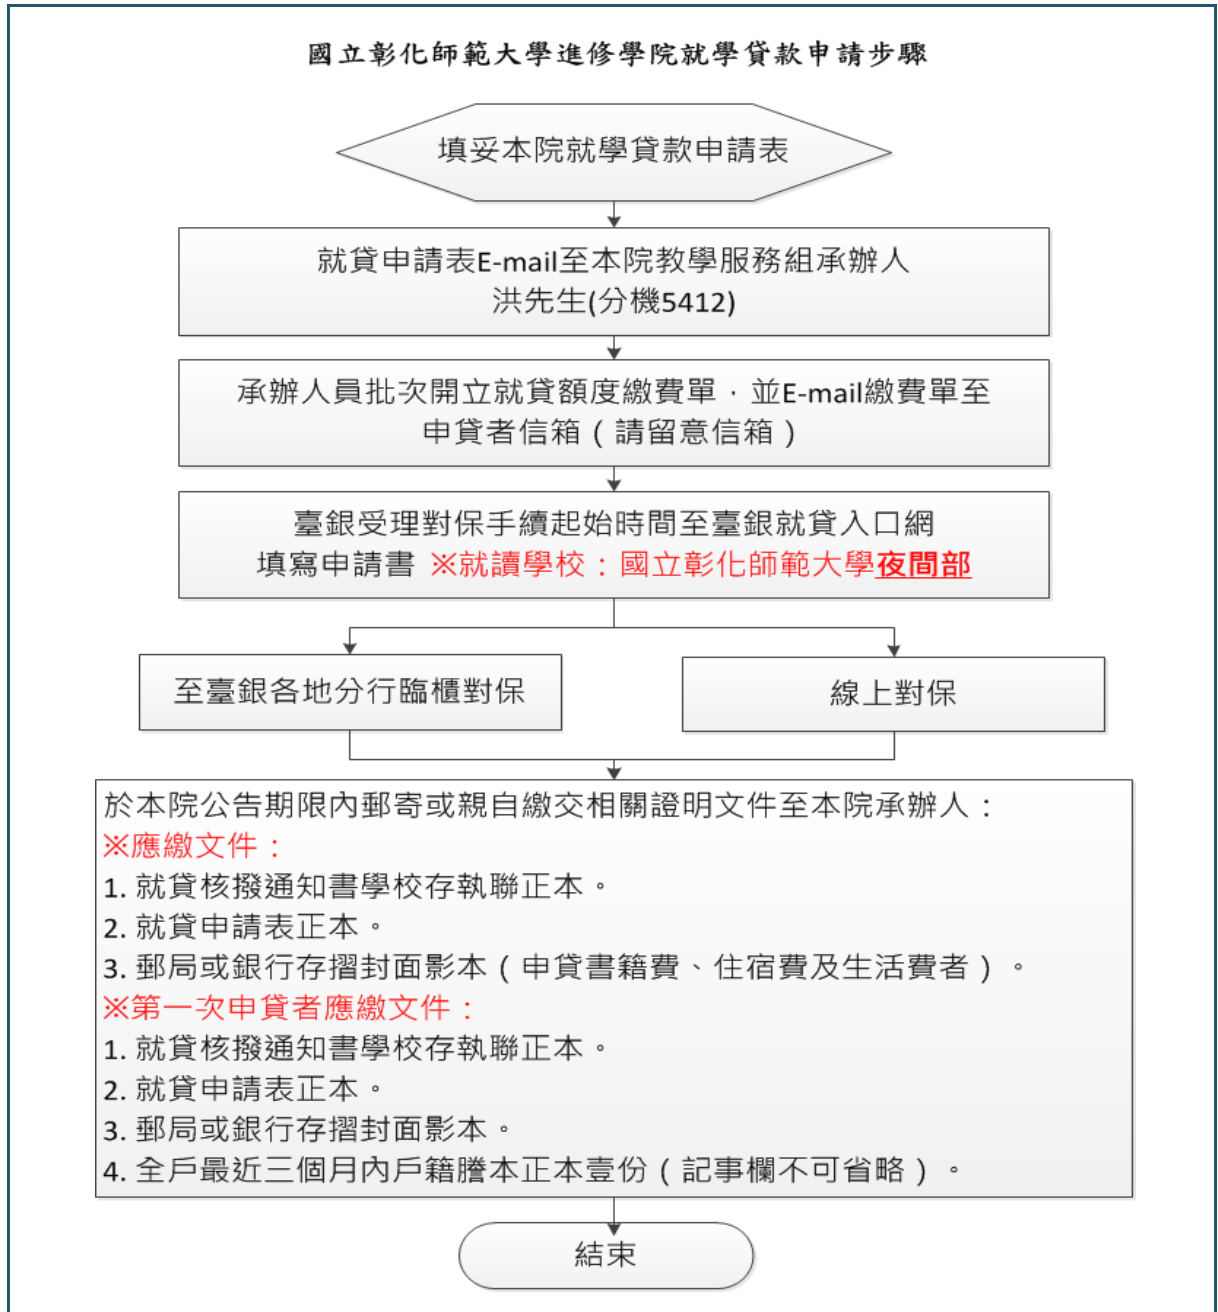 國立彰化師範大學進修學院就學貸款申請步驟
填妥本院就學貸款申請表
就貸申請表E-mail至本院教學服務組承辦人
洪先生(分機5412)
承辦人員批次開立就貸額度繳費單，並E-mail繳費單至
申貸者信箱（請留意信箱）
臺銀受理對保手續起始時間至臺銀就貸入口網
填寫申請書 ※就讀學校：國立彰化師範大學夜間部
至臺銀各地分行臨櫃對保
線上對保
於本院公告期限內郵寄或親自繳交相關證明文件至本院承辦人：
※應繳文件：
1. 就貸核撥通知書學校存執聯正本。
2. 就貸申請表正本。
3. 郵局或銀行存摺封面影本（申貸書籍費、住宿費及生活費者）。
※第一次申貸者應繳文件：
1. 就貸核撥通知書學校存執聯正本。
2. 就貸申請表正本。
3. 郵局或銀行存摺封面影本。
4. 全戶最近三個月內戶籍謄本正本壹份（記事欄不可省略）。
結束